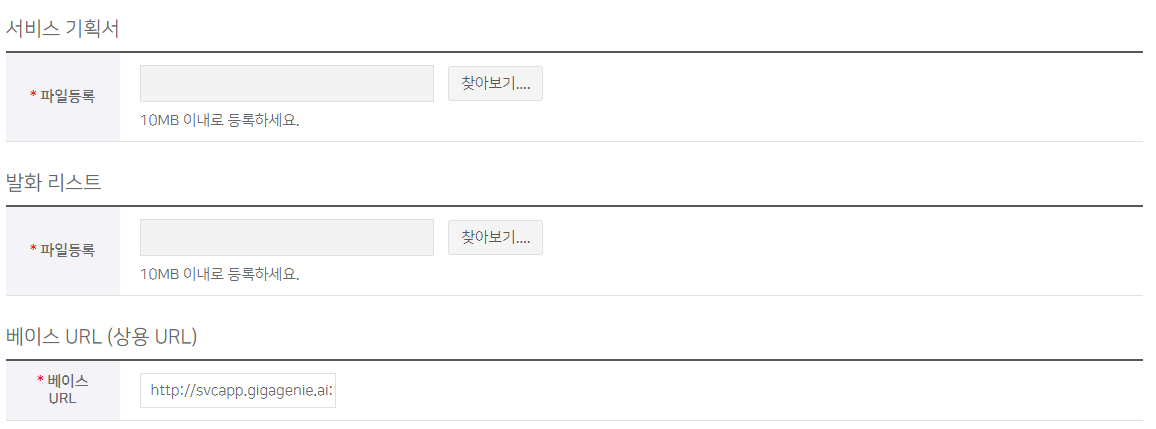 서비스 기획서
* 파일등록
찾아보기....
10MB 이내로 등록하세요.
발화 리스트
* 파일등록
찾아보기....
10MB 이내로 등록하세요.
베이스 URL (상용 URL)
* 베이스
URL
http://svcapp.gigagenie.ai: